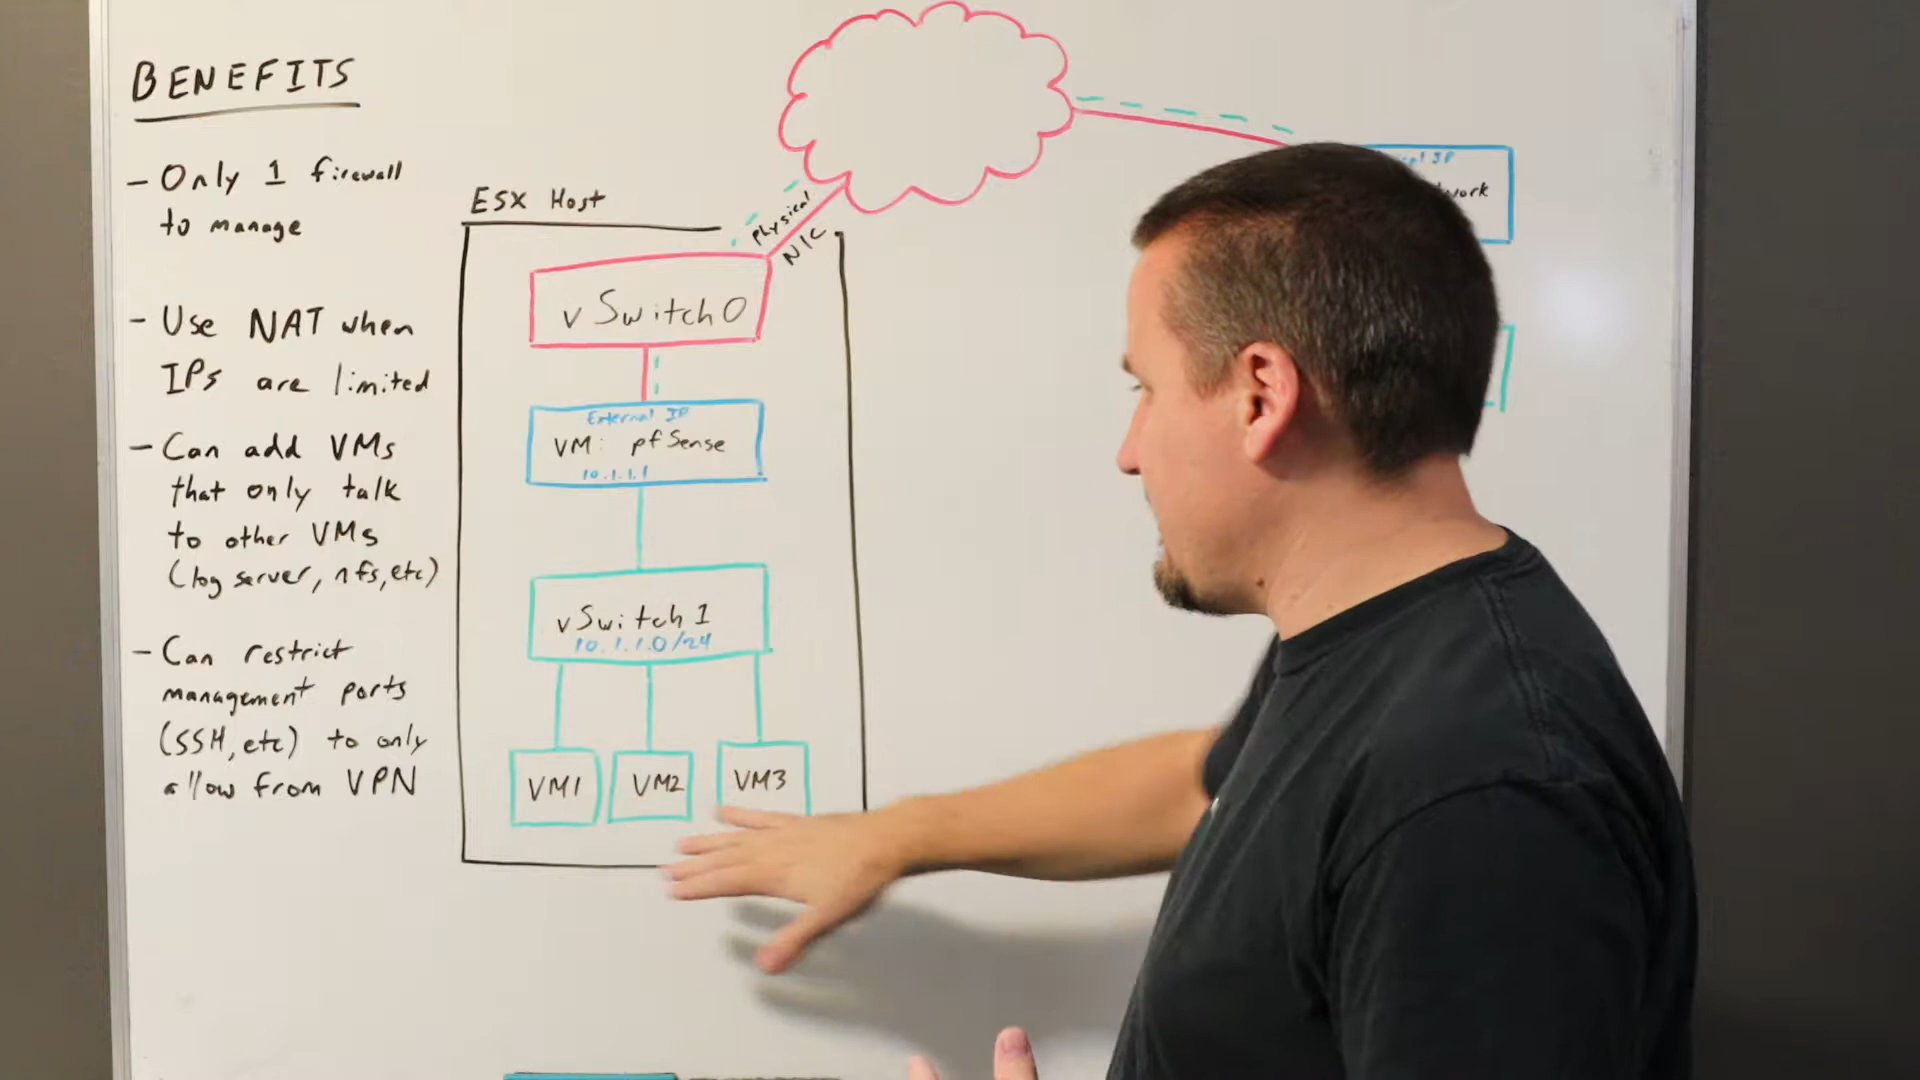 BENEFITS
- Only 1 firewall
to manage
- Use NAT when
IPs are limited
- Can add VMs
that only talk
to other VMs
(log server, nfs, etc)
- Can restrict
management ports
(SSH, etc) to only
allow from VPN
ESX Host
Physical
NIC
vSwitch0
External IP
VM: pfSense
10.1.1.1
vSwitch1
10.1.1.0/24
VM1
VM2
VM3
IP